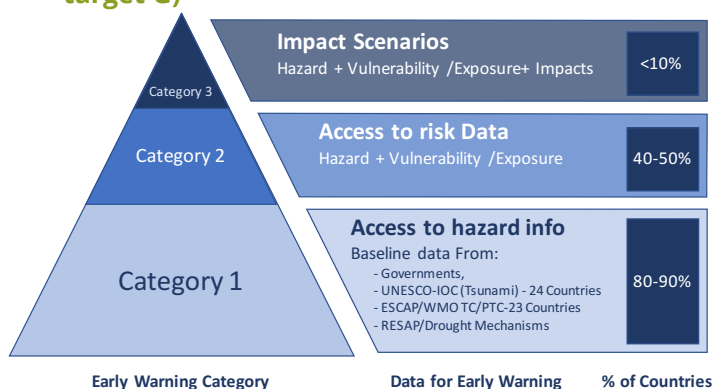 target G)
Impact Scenarios
Hazard + Vulnerability /Exposure+ Impacts
<10%
Category 3
Access to risk Data
Hazard + Vulnerability /Exposure
40-50%
Category 2
Access to hazard info
Baseline data From:
- Governments,
- UNESCO-IOC (Tsunami) - 24 Countries
- ESCAP/WMO TC/PTC-23 Countries
- RESAP/Drought Mechanisms
80-90%
Category 1
Early Warning Category
Data for Early Warning
% of Countries